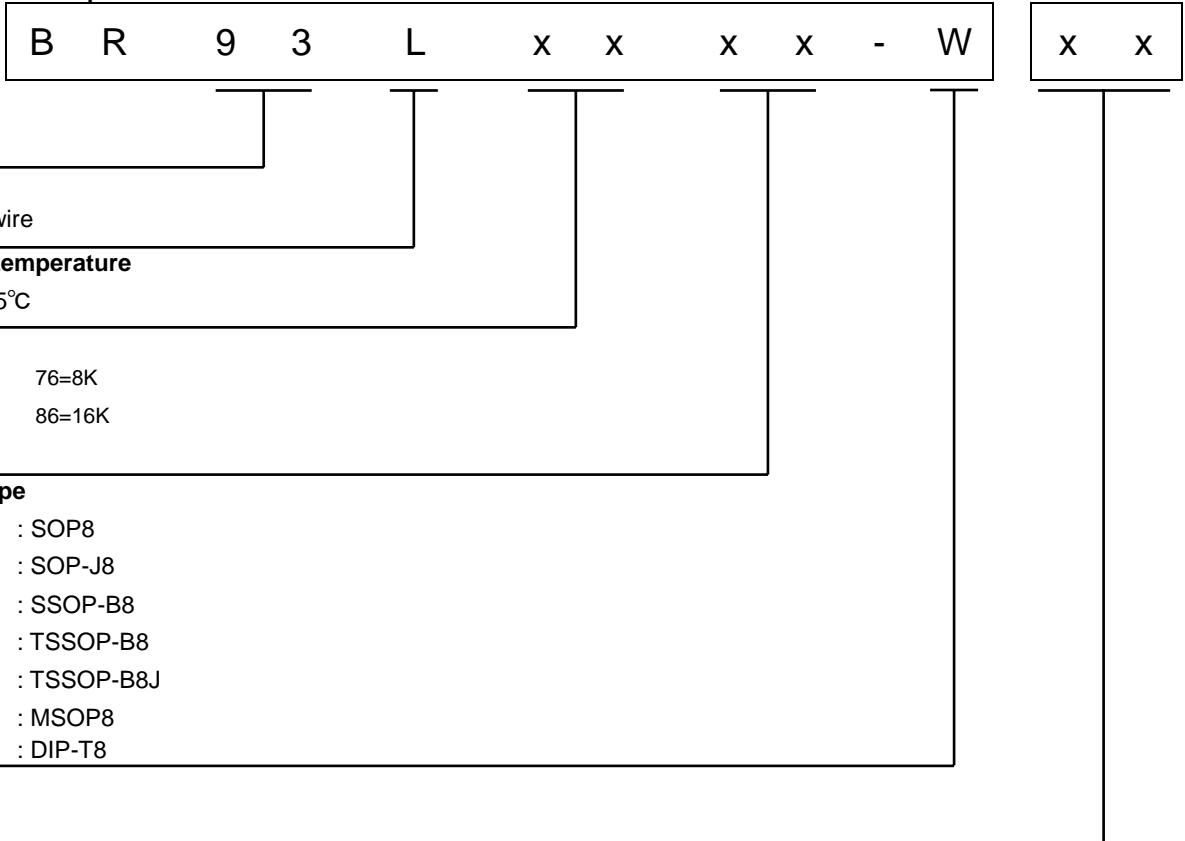 B R 9 3 L x x x x - W x x
wire
temperature
5°C
76=8K
86=16K
pe
: SOP8
: SOP-J8
: SSOP-B8
: TSSOP-B8
: TSSOP-B8J
: MSOP8
: DIP-T8